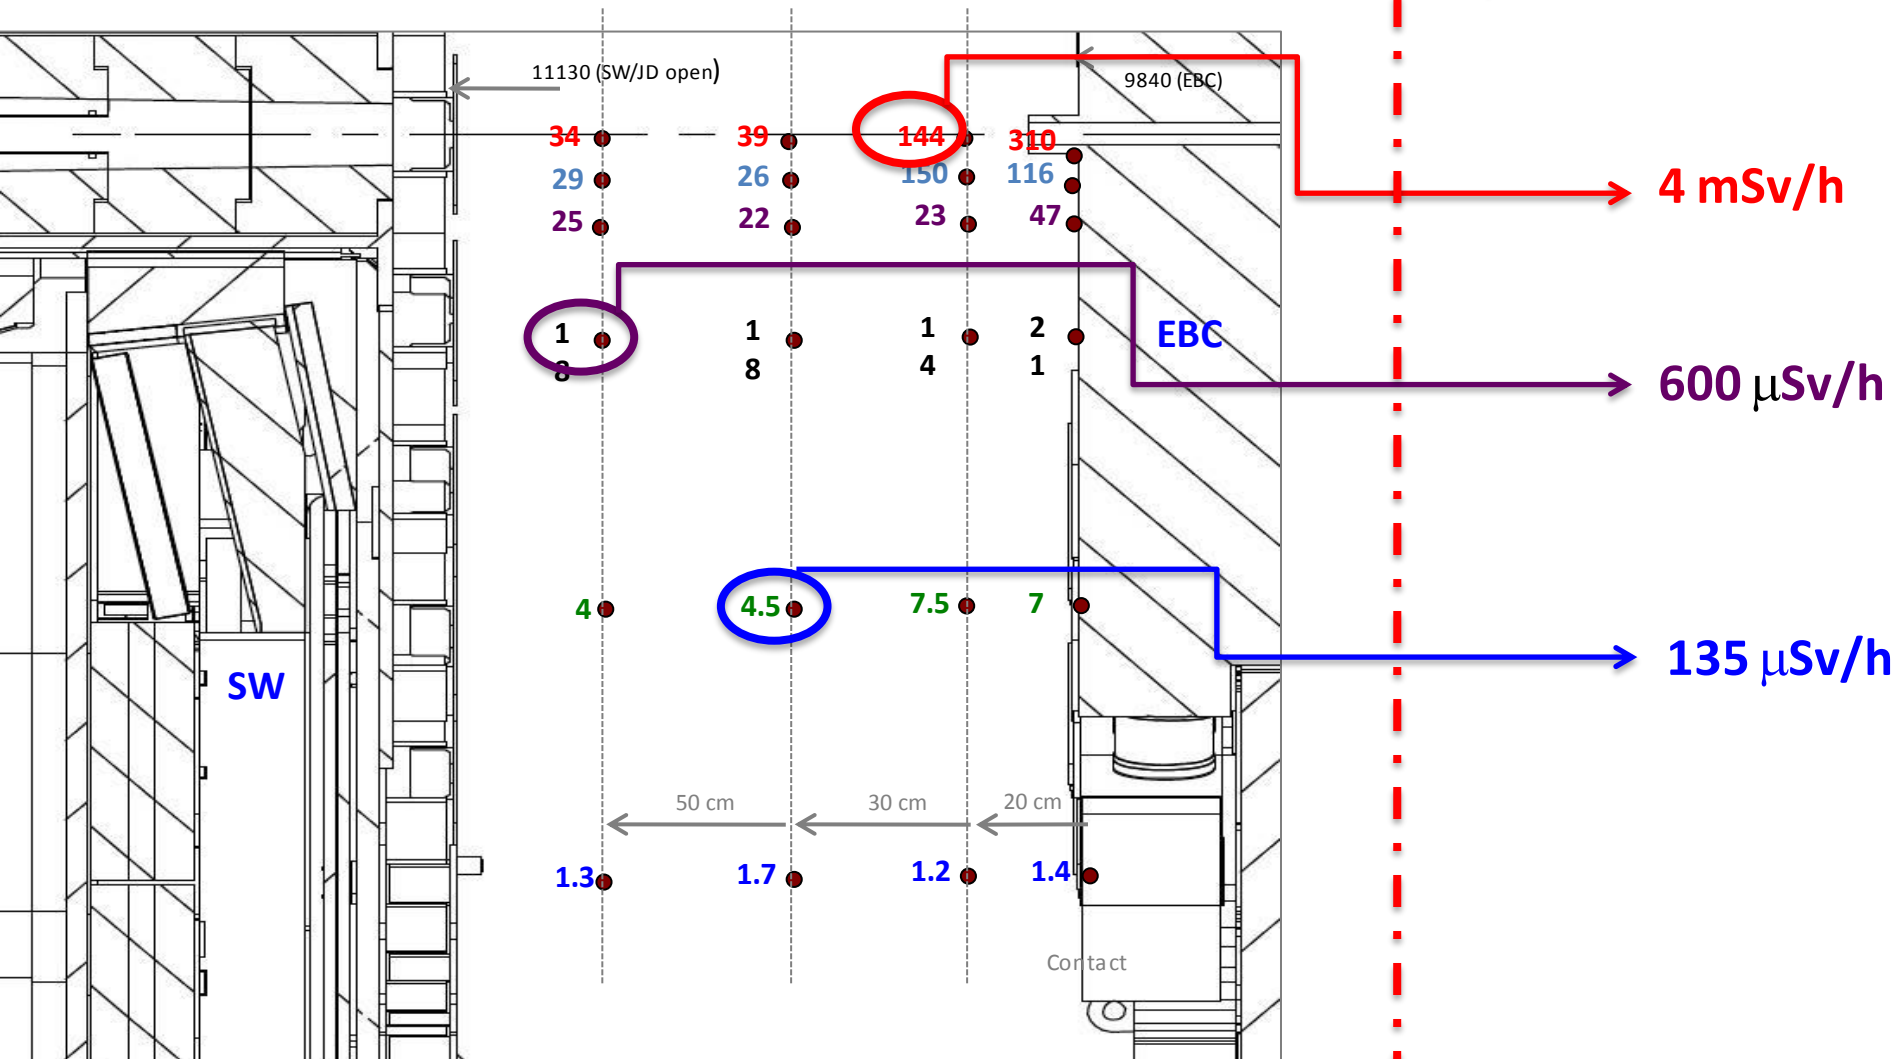 11130 (SW/JD open)
9840 (EBC)
34 39 144 310
29 26 150 116
25 22 23 47
4 mSv/h
1 1 1 2
8 8 4 1
EBC
600 μSv/h
4 4.5 7.5 7
135 μSv/h
SW
50 cm 30 cm 20 cm
1.3 1.7 1.2 1.4
Contact